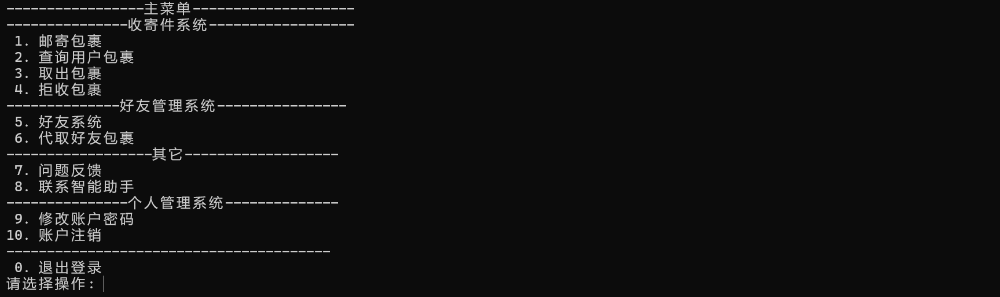 -----------------主菜单--------------------
---------------收寄件系统------------------
 1. 邮寄包裹
 2. 查询用户包裹
 3. 取出包裹
 4. 拒收包裹
--------------好友管理系统----------------
 5. 好友系统
 6. 代取好友包裹
------------------其它-------------------
 7. 问题反馈
 8. 联系智能助手
---------------个人管理系统--------------
 9. 修改账户密码
10. 账户注销
----------------------------------------
 0. 退出登录
请选择操作: